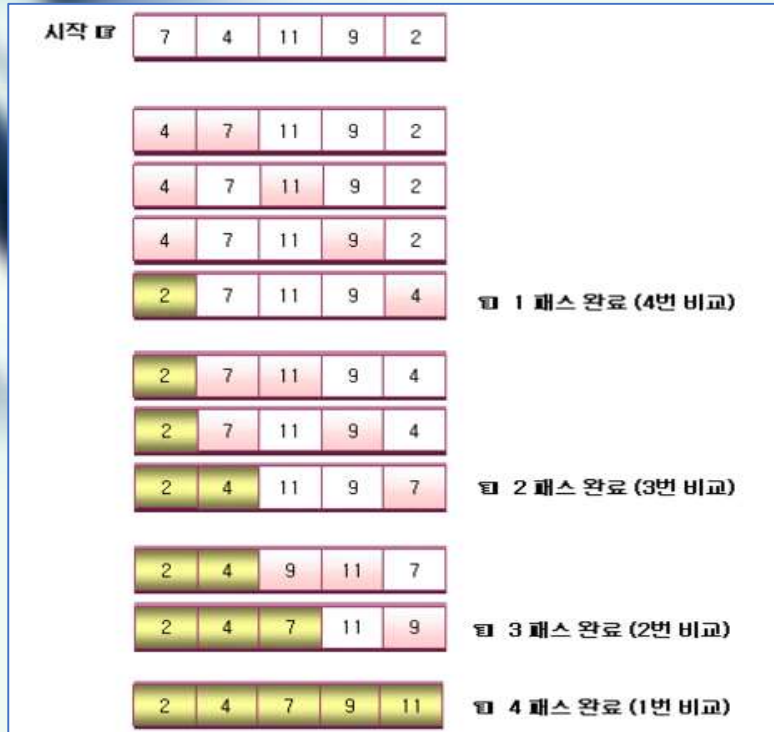 시작 ☞ 7 4 11 9 2
4 7 11 9 2
4 7 11 9 2
4 7 11 9 2
2 7 11 9 4 ☜ 1 패스 완료 (4번 비교)
2 7 11 9 4
2 7 11 9 4
2 4 11 9 7 ☜ 2 패스 완료 (3번 비교)
2 4 9 11 7
2 4 7 11 9 ☜ 3 패스 완료 (2번 비교)
2 4 7 9 11 ☜ 4 패스 완료 (1번 비교)